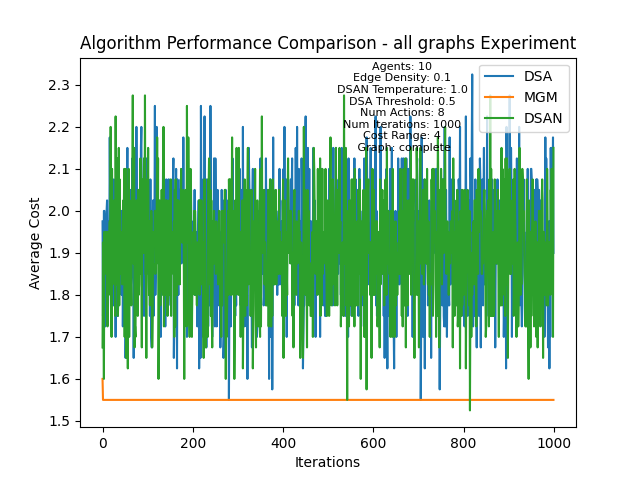 Algorithm Performance Comparison - all graphs Experiment
Agents: 10
Edge Density: 0.1
DSAN Temperature: 1.0
DSA Threshold: 0.5
Num Actions: 8
Num Iterations: 1000
Cost Range: 4
Graph: complete
DSA
MGM
DSAN
Average Cost
2.3
2.2
2.1
2.0
1.9
1.8
1.7
1.6
1.5
0
200
400
600
800
1000
Iterations